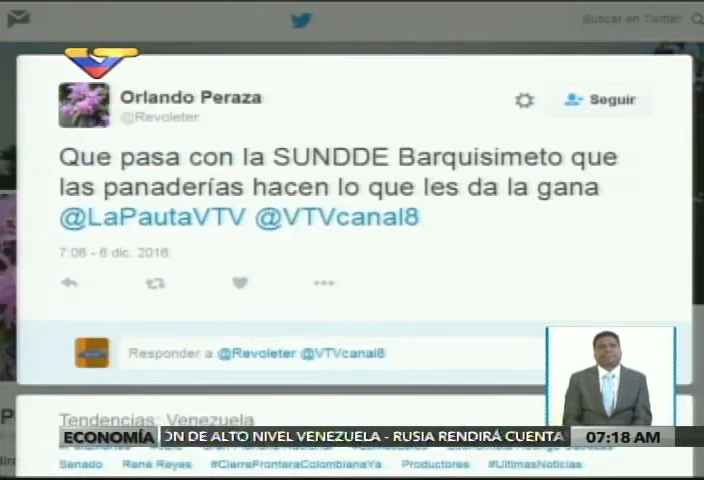 Buscar en Twitter
Orlando Peraza
@Revoleter
Seguir
Que pasa con la SUNDDE Barquisimeto que
las panaderías hacen lo que les da la gana
@LaPautaVTV @VTVcanal8
7:06 - 6 dic. 2016
Responder a @Revoleter @VTVcanal8
Tendencias: Venezuela
ECONOMÍA ÓN DE ALTO NIVEL VENEZUELA - RUSIA RENDIRÁ CUENTA 07:18 AM
Senado René Reyes #CierreFronteraColombianaYa Productores #UltimasNoticias